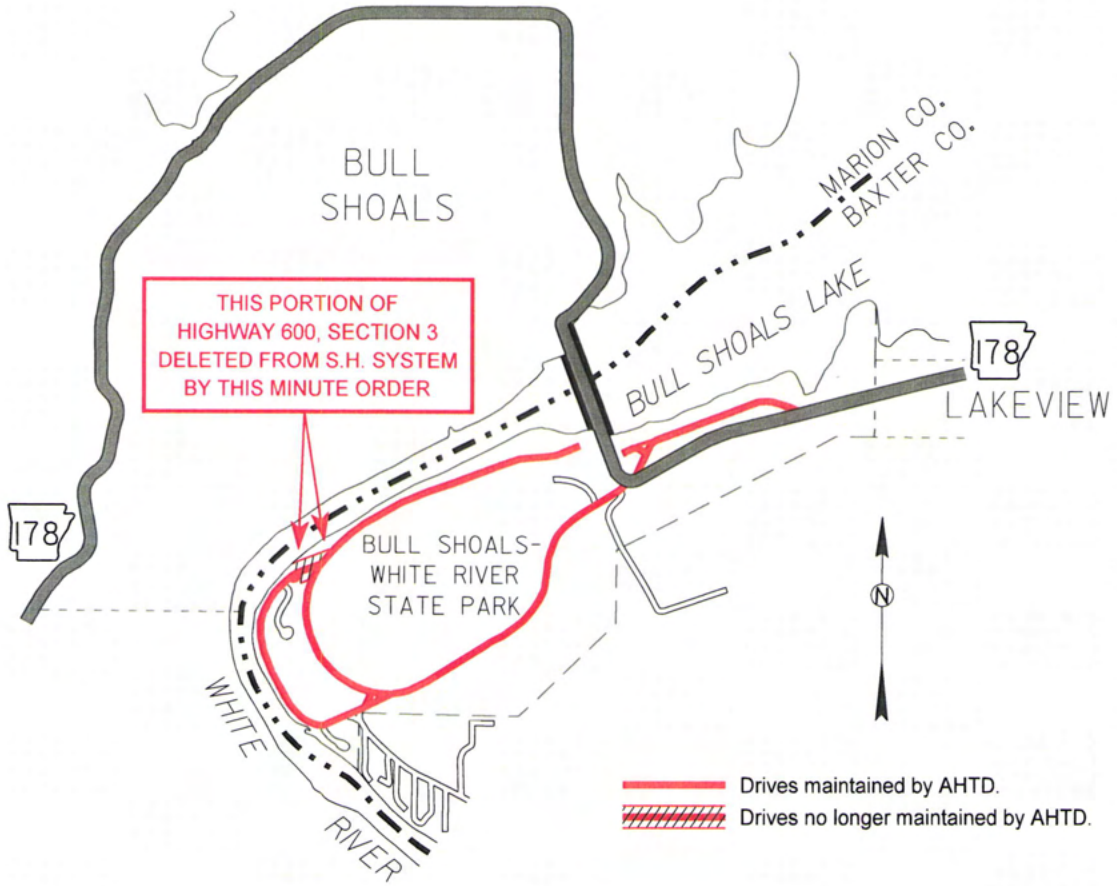 BULL
SHOALS
MARION CO.
BAXTER CO.
THIS PORTION OF
HIGHWAY 600, SECTION 3
DELETED FROM S.H. SYSTEM
BY THIS MINUTE ORDER
BULL SHOALS LAKE
178
LAKEVIEW
178
BULL SHOALS-
WHITE RIVER
STATE PARK
N
WHITE
RIVER
Drives maintained by AHTD.
Drives no longer maintained by AHTD.